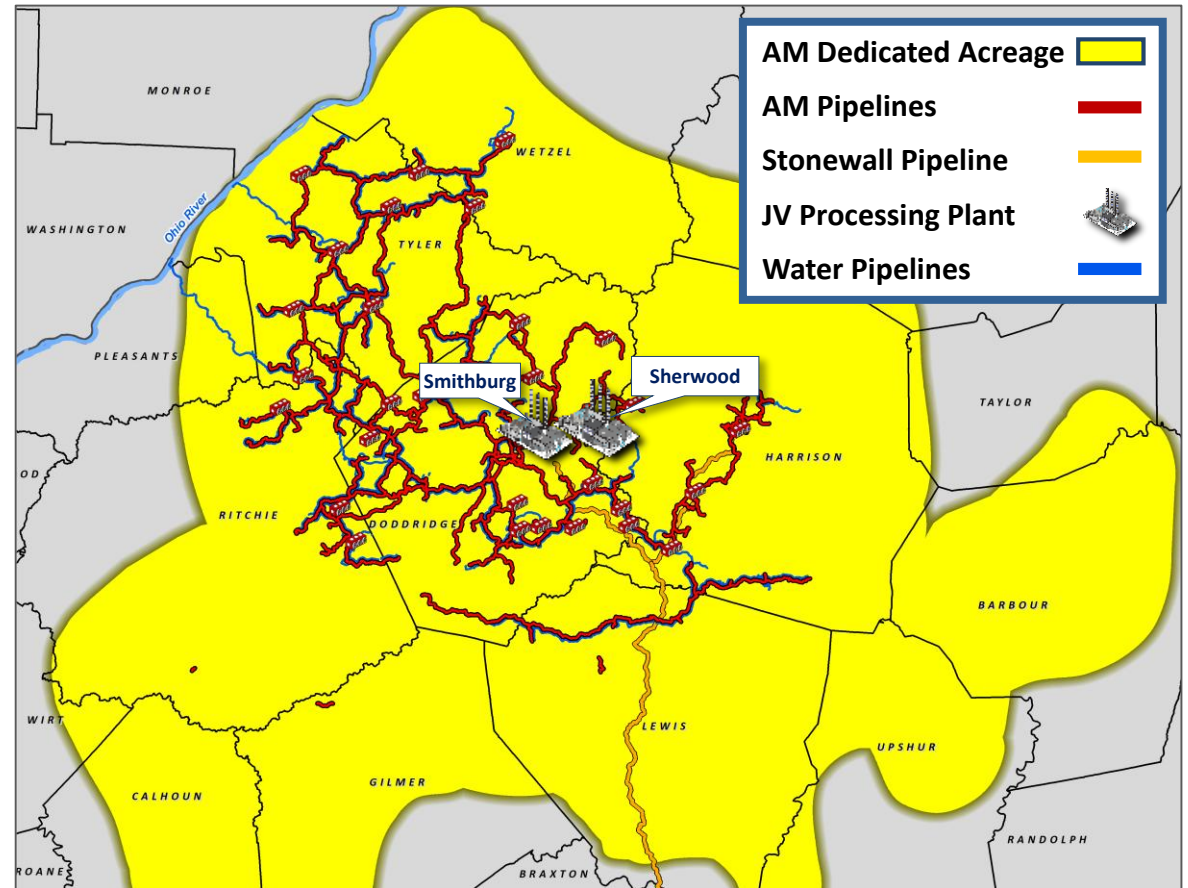 AM Dedicated Acreage
AM Pipelines
Stonewall Pipeline
JV Processing Plant
Water Pipelines
MONROE
WETZEL
WASHINGTON
Ohio River
TYLER
PLEASANTS
Smithburg
Sherwood
TAYLOR
HARRISON
OD
RITCHIE
DODDRIDGE
BARBOUR
WIRT
LEWIS
UPSHUR
GILMER
CALHOUN
RANDOLPH
ROANE
BRAXTON